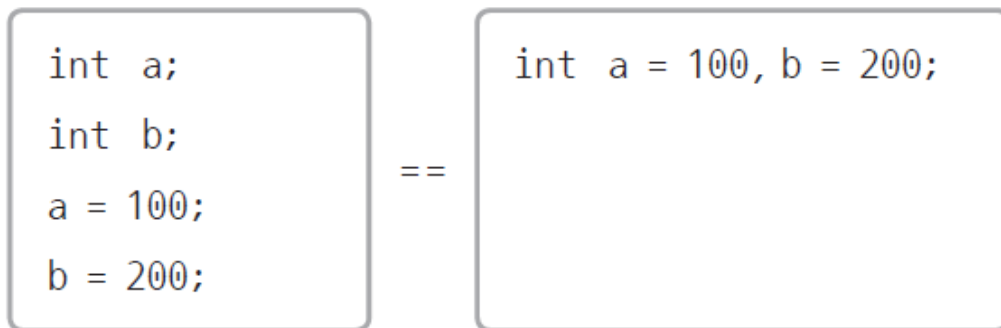 int a;
int b;
a = 100;
b = 200;
==
int a = 100, b = 200;